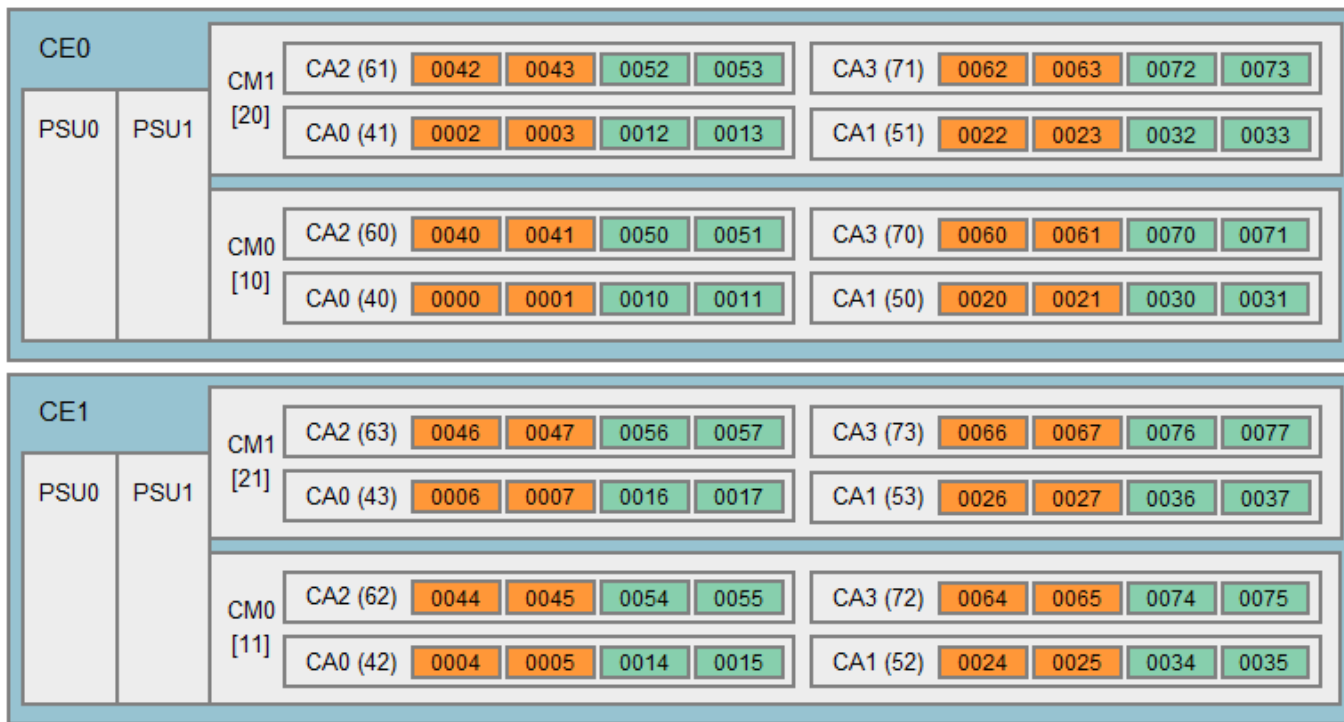 CE0
PSU0 PSU1
CM1
[20]
CA2 (61) 0042 0043 0052 0053 CA3 (71) 0062 0063 0072 0073
CA0 (41) 0002 0003 0012 0013 CA1 (51) 0022 0023 0032 0033
CM0
[10]
CA2 (60) 0040 0041 0050 0051 CA3 (70) 0060 0061 0070 0071
CA0 (40) 0000 0001 0010 0011 CA1 (50) 0020 0021 0030 0031
CE1
PSU0 PSU1
CM1
[21]
CA2 (63) 0046 0047 0056 0057 CA3 (73) 0066 0067 0076 0077
CA0 (43) 0006 0007 0016 0017 CA1 (53) 0026 0027 0036 0037
CM0
[11]
CA2 (62) 0044 0045 0054 0055 CA3 (72) 0064 0065 0074 0075
CA0 (42) 0004 0005 0014 0015 CA1 (52) 0024 0025 0034 0035